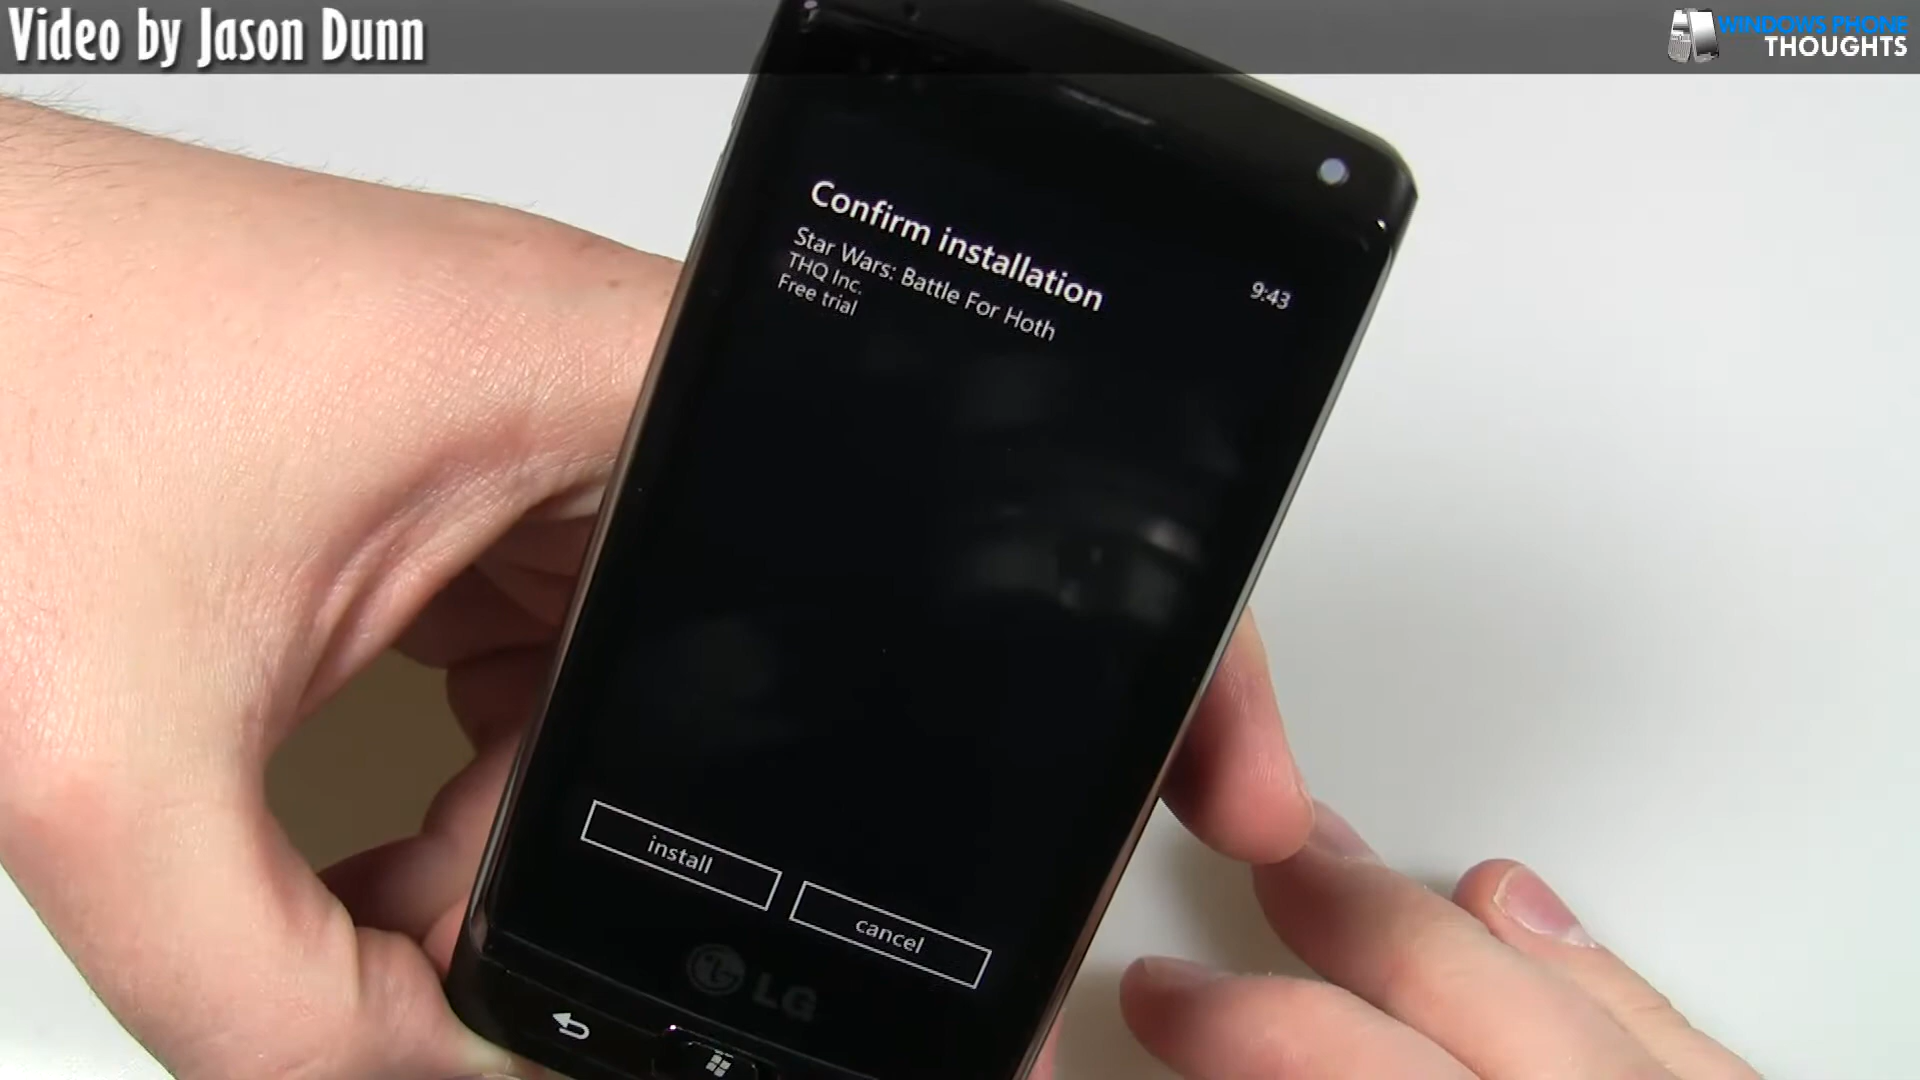 Video by Jason Dunn
WINDOWS PHONE
THOUGHTS
Confirm installation
Star Wars: Battle For Hoth
THQ Inc.
Free trial
9:43
install
cancel
LG